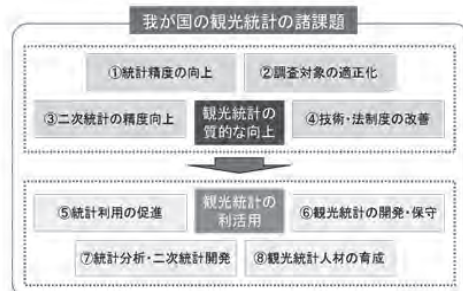 我が国の観光統計の諸課題
①統計精度の向上
②調査対象の適正化
③二次統計の精度向上
観光統計の
質的な向上
④技術・法制度の改善
⑤統計利用の促進
観光統計の
利活用
⑥観光統計の開発・保守
⑦統計分析・二次統計開発
⑧観光統計人材の育成